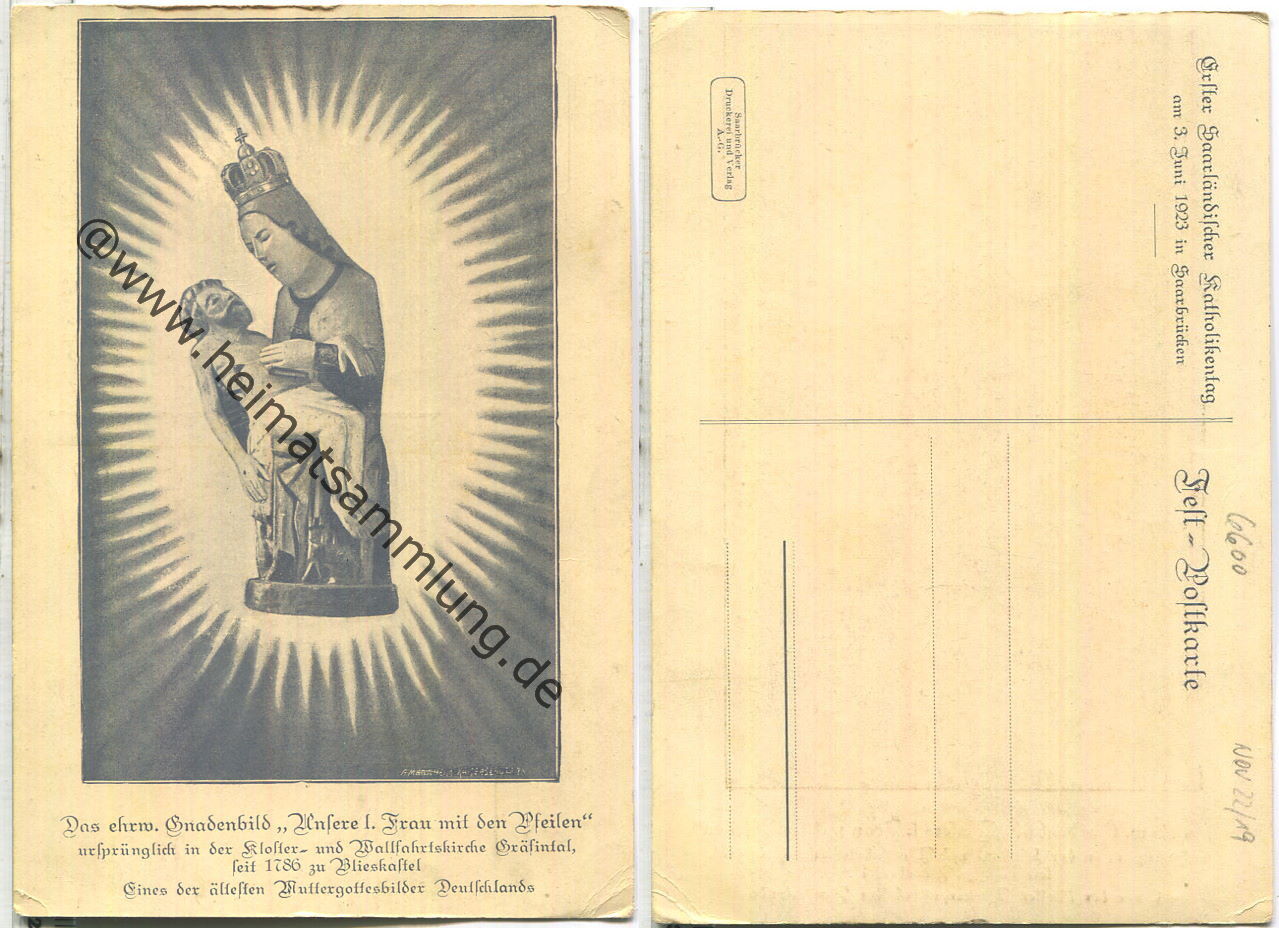 @www.heimatsammlung.de
Das ehrw. Gnadenbild „Unsere l. Frau mit den Pfeilen“
ursprünglich in der Kloster- und Wallfahrtskirche Gräfintal,
seit 1786 zu Blieskastel
Eines der ältesten Muttergottesbilder Deutschlands
Erster Saarländischer Katholikentag
am 3. Juni 1923 in Saarbrücken
Saarbrücker
Druckerei und Verlag
A.-G.
Fest-Postkarte
6600
NOV 22/19